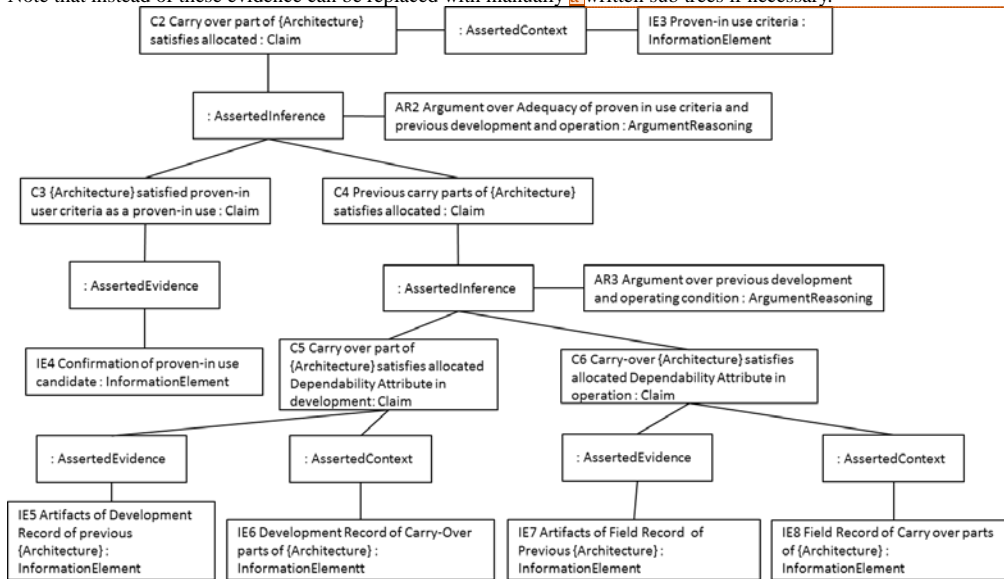 Note that instead of these evidence can be replaced with manually a written sub trees if necessary.
C2 Carry over part of {Architecture}
satisfies allocated : Claim
: AssertedContext
IE3 Proven-in use criteria :
InformationElement
: AssertedInference
AR2 Argument over Adequacy of proven in use criteria and
previous development and operation : ArgumentReasoning
C3 {Architecture} satisfied proven-in
user criteria as a proven-in use : Claim
C4 Previous carry parts of {Architecture}
satisfies allocated : Claim
: AssertedEvidence
: AssertedInference
AR3 Argument over previous development
and operating condition : ArgumentReasoning
IE4 Confirmation of proven-in use
candidate : InformationElement
C5 Carry over part of
{Architecture} satisfies allocated
Dependability Attribute in
development: Claim
C6 Carry-over {Architecture} satisfies
allocated Dependability Attribute in
operation : Claim
: AssertedEvidence
: AssertedContext
: AssertedEvidence
: AssertedContext
IE5 Artifacts of Development
Record of previous
{Architecture} :
InformationElement
IE6 Development Record of Carry-Over
parts of {Architecture} :
InformationElementt
IE7 Artifacts of Field Record of
Previous {Architecture} :
InformationElement
IE8 Field Record of Carry over parts
of {Architecture} :
InformationElement